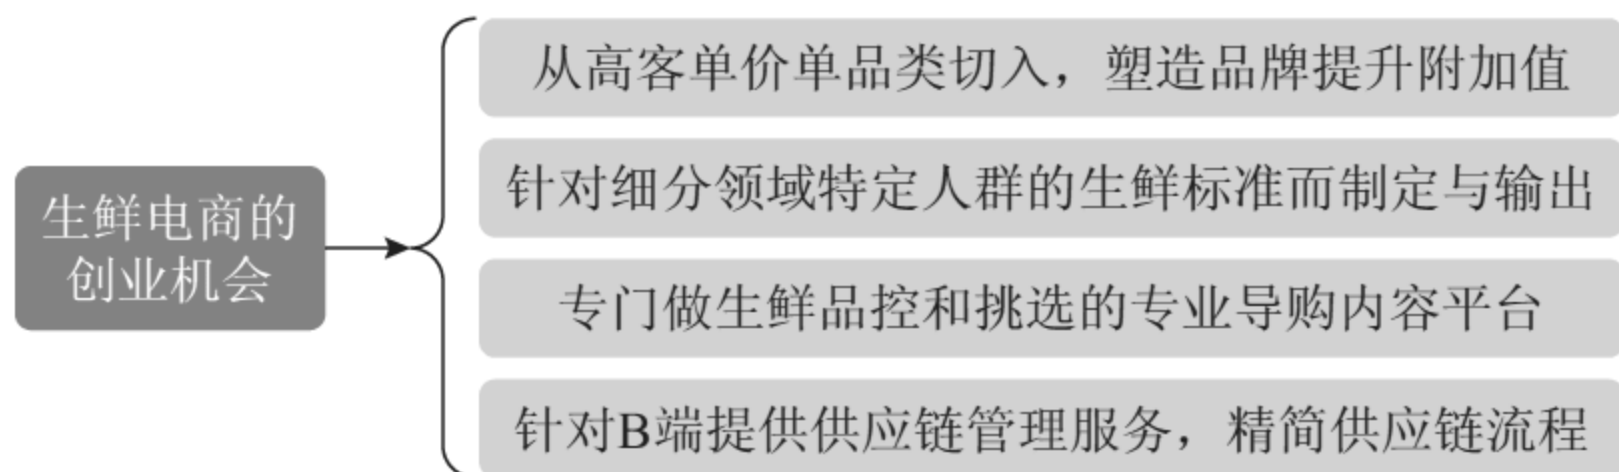 生鲜电商的
创业机会
从高客单价单品类切入，塑造品牌提升附加值
针对细分领域特定人群的生鲜标准而制定与输出
专门做生鲜品控和挑选的专业导购内容平台
针对B端提供供应链管理服务，精简供应链流程